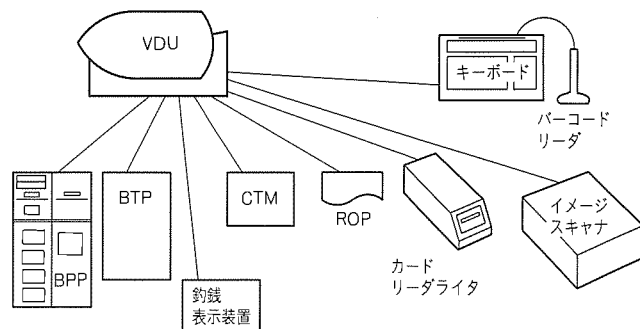 VDU
キーボード
バーコード
リーダ
BTP
CTM
ROP
BPP
カード
リーダライタ
イメージ
スキャナ
釣銭
表示装置